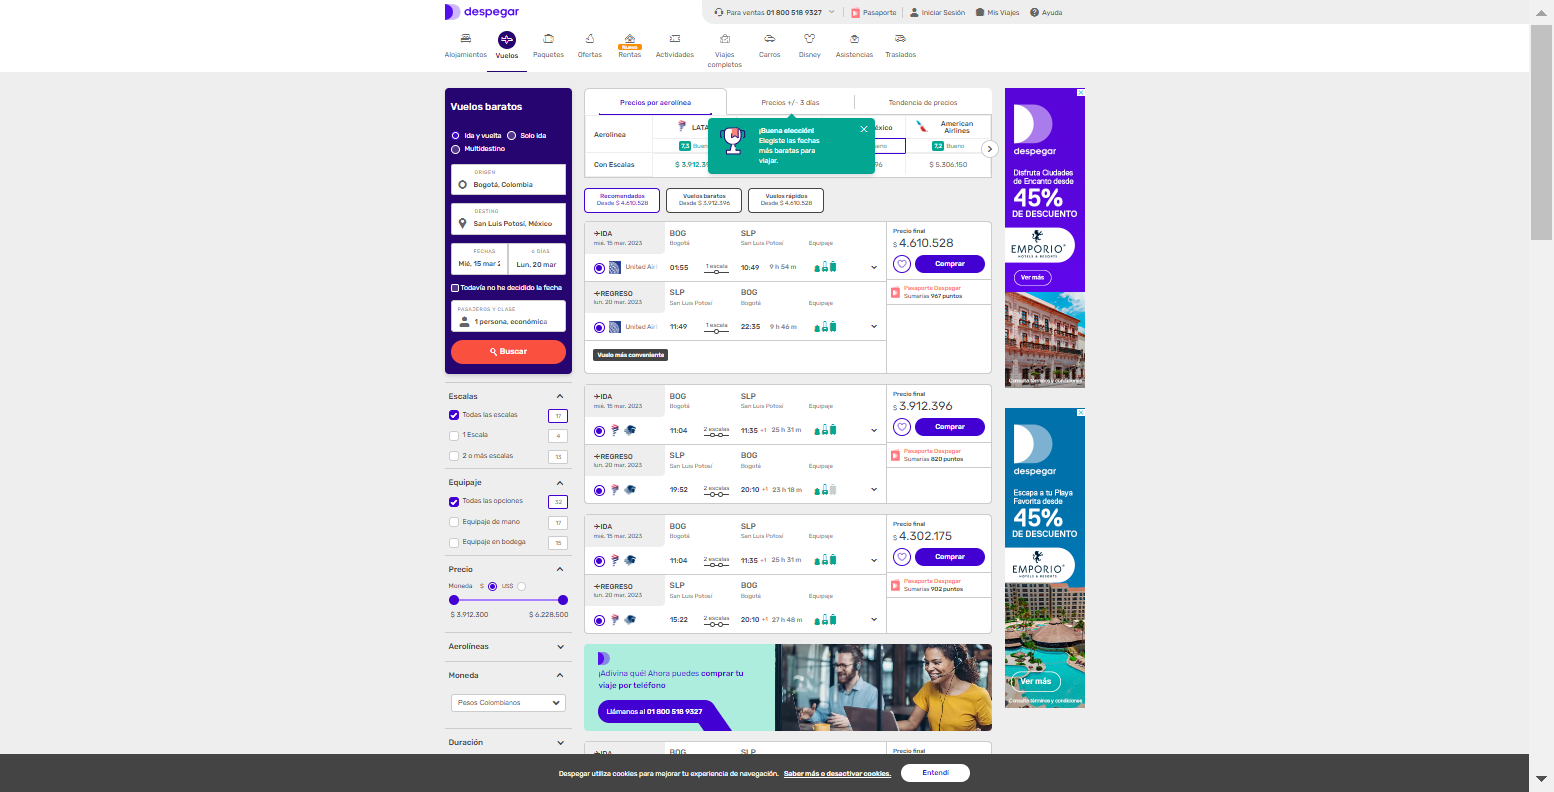 despegar
Para ventas 01 800 518 9327
Pasaporte
Iniciar Sesión
Mis Viajes
Ayuda
Alojamientos
Vuelos
Paquetes
Ofertas
Nuevo
Rentas
Actividades
Viajes
completos
Carros
Disney
Asistencias
Traslados
Vuelos baratos
Ida y vuelta
Solo ida
Multidestino
ORIGEN
Bogotá, Colombia
DESTINO
San Luis Potosí, México
FECHAS
6 DÍAS
Mié, 15 mar 2
Lun, 20 mar
Todavía no he decidido la fecha
PASAJEROS Y CLASE
1 persona, económica
Buscar
Escalas
Todas las escalas 17
1 Escala 4
2 o más escalas 13
Equipaje
Todas las opciones 32
Equipaje de mano 17
Equipaje en bodega 15
Precio
Moneda $ US$
$ 3.912.300 $ 6.228.500
Aerolíneas
Moneda
Pesos Colombianos
Duración
Precios por aerolínea
Precios +/- 3 días
Tendencia de precios
Aerolínea
LATA
éxico
American
Airlines
7,3 Buen
ueno
7,2 Bueno
Con Escalas
$ 3.912.39
96
$ 5.306.150
¡Buena elección!
Elegiste las fechas
más baratas para
viajar.
Recomendados
Desde $ 4.610.528
Vuelos baratos
Desde $ 3.912.396
Vuelos rápidos
Desde $ 4.610.528
IDA BOG SLP
mié. 15 mar. 2023 Bogotá San Luis Potosí Equipaje
United Airl 01:55 1 escala 10:49 9 h 54 m
REGRESO SLP BOG
lun. 20 mar. 2023 San Luis Potosí Bogotá Equipaje
United Airl 11:49 1 escala 22:35 9 h 46 m
Vuelo más conveniente
Precio final
$ 4.610.528
Comprar
Pasaporte Despegar
Sumarías 967 puntos
IDA BOG SLP
mié. 15 mar. 2023 Bogotá San Luis Potosí Equipaje
11:04 2 escalas 11:35 +1 25 h 31 m
REGRESO SLP BOG
lun. 20 mar. 2023 San Luis Potosí Bogotá Equipaje
19:52 2 escalas 20:10 +1 23 h 18 m
Precio final
$ 3.912.396
Comprar
Pasaporte Despegar
Sumarías 820 puntos
IDA BOG SLP
mié. 15 mar. 2023 Bogotá San Luis Potosí Equipaje
11:04 2 escalas 11:35 +1 25 h 31 m
REGRESO SLP BOG
lun. 20 mar. 2023 San Luis Potosí Bogotá Equipaje
15:22 2 escalas 20:10 +1 27 h 48 m
Precio final
$ 4.302.175
Comprar
Pasaporte Despegar
Sumarías 902 puntos
¡Adivina qué! Ahora puedes comprar tu
viaje por teléfono
Llámanos al 01 800 518 9327
IDA BOG SLP
Precio final
despegar
Disfruta Ciudades
de Encanto desde
45%
DE DESCUENTO
EMPORIO
HOTELS & RESORTS
Ver más
Consulta términos y condiciones
despegar
Escapa a tu Playa
Favorita desde
45%
DE DESCUENTO
EMPORIO
HOTELS & RESORTS
Ver más
Consulta términos y condiciones
Despegar utiliza cookies para mejorar tu experiencia de navegación. Saber más o desactivar cookies.
Entendí